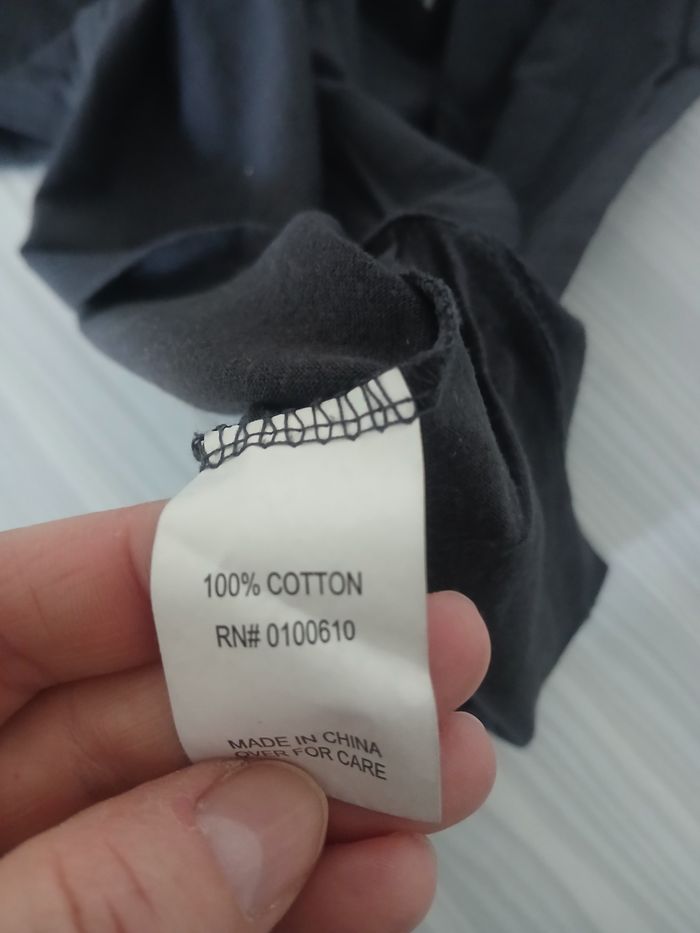 100% COTTON
RN# 0100610
MADE IN CHINA
OVER FOR CARE